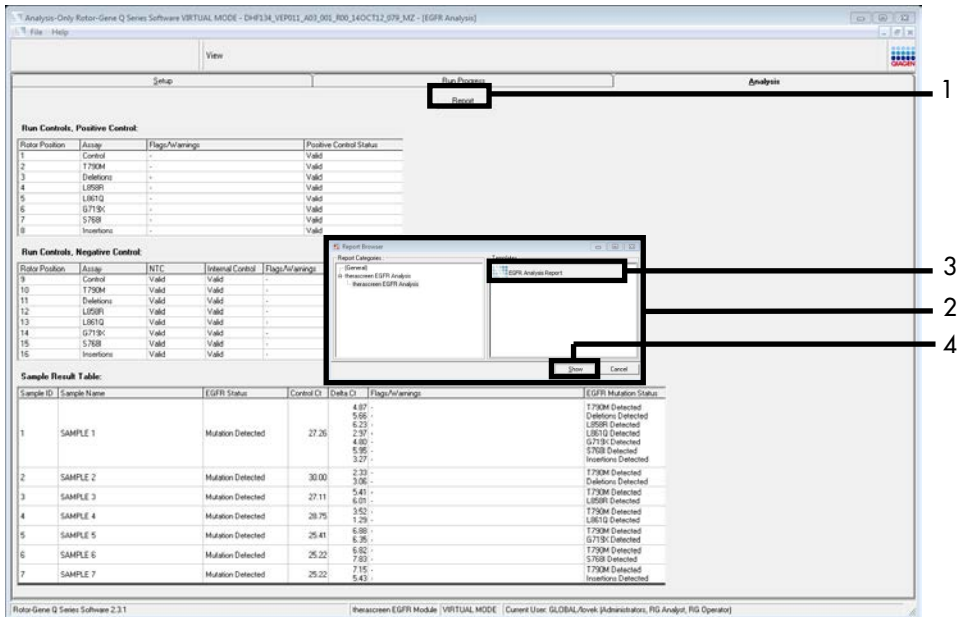 Analysis-Only Rotor-Gene Q Series Software VIRTUAL MODE - DHF134_VEP011_A03_001_R00_14OCT12_079_MZ - [EGFR Analysis]
File Help
View
QIAGEN
Setup Run Progress Analysis
Report
1
Run Controls, Positive Control:
Rotor Position Assay Flags/Warnings Positive Control Status
1 Control - Valid
2 T790M - Valid
3 Deletions - Valid
4 L858R - Valid
5 L861Q - Valid
6 G719X - Valid
7 S768I - Valid
8 Insertions - Valid
Run Controls, Negative Control:
Rotor Position Assay NTC Internal Control Flags/Warnings
9 Control Valid Valid -
10 T790M Valid Valid -
11 Deletions Valid Valid -
12 L858R Valid Valid -
13 L861Q Valid Valid -
14 G719X Valid Valid -
15 S768I Valid Valid -
16 Insertions Valid Valid -
Report Browser
Report Categories: Templates:
(General)
therascreen EGFR Analysis
therascreen EGFR Analysis
EGFR Analysis Report
3
2
4
Show Cancel
Sample Result Table:
Sample ID Sample Name EGFR Status Control Ct Delta Ct Flags/Warnings EGFR Mutation Status
1 SAMPLE 1 Mutation Detected 27.26
4.87 - T790M Detected
5.66 - Deletions Detected
6.23 - L858R Detected
2.97 - L861Q Detected
4.80 - G719X Detected
5.95 - S768I Detected
3.27 - Insertions Detected
2 SAMPLE 2 Mutation Detected 30.00
2.33 - T790M Detected
3.06 - Deletions Detected
3 SAMPLE 3 Mutation Detected 27.11
5.41 - T790M Detected
6.01 - L858R Detected
4 SAMPLE 4 Mutation Detected 28.75
3.52 - T790M Detected
1.29 - L861Q Detected
5 SAMPLE 5 Mutation Detected 25.41
6.88 - T790M Detected
6.35 - G719X Detected
6 SAMPLE 6 Mutation Detected 25.22
6.82 - T790M Detected
7.83 - S768I Detected
7 SAMPLE 7 Mutation Detected 25.22
7.15 - T790M Detected
5.43 - Insertions Detected
Rotor-Gene Q Series Software 2.3.1 therascreen EGFR Module VIRTUAL MODE Current User: GLOBAL/lovek (Administrators, RG Analyst, RG Operator)